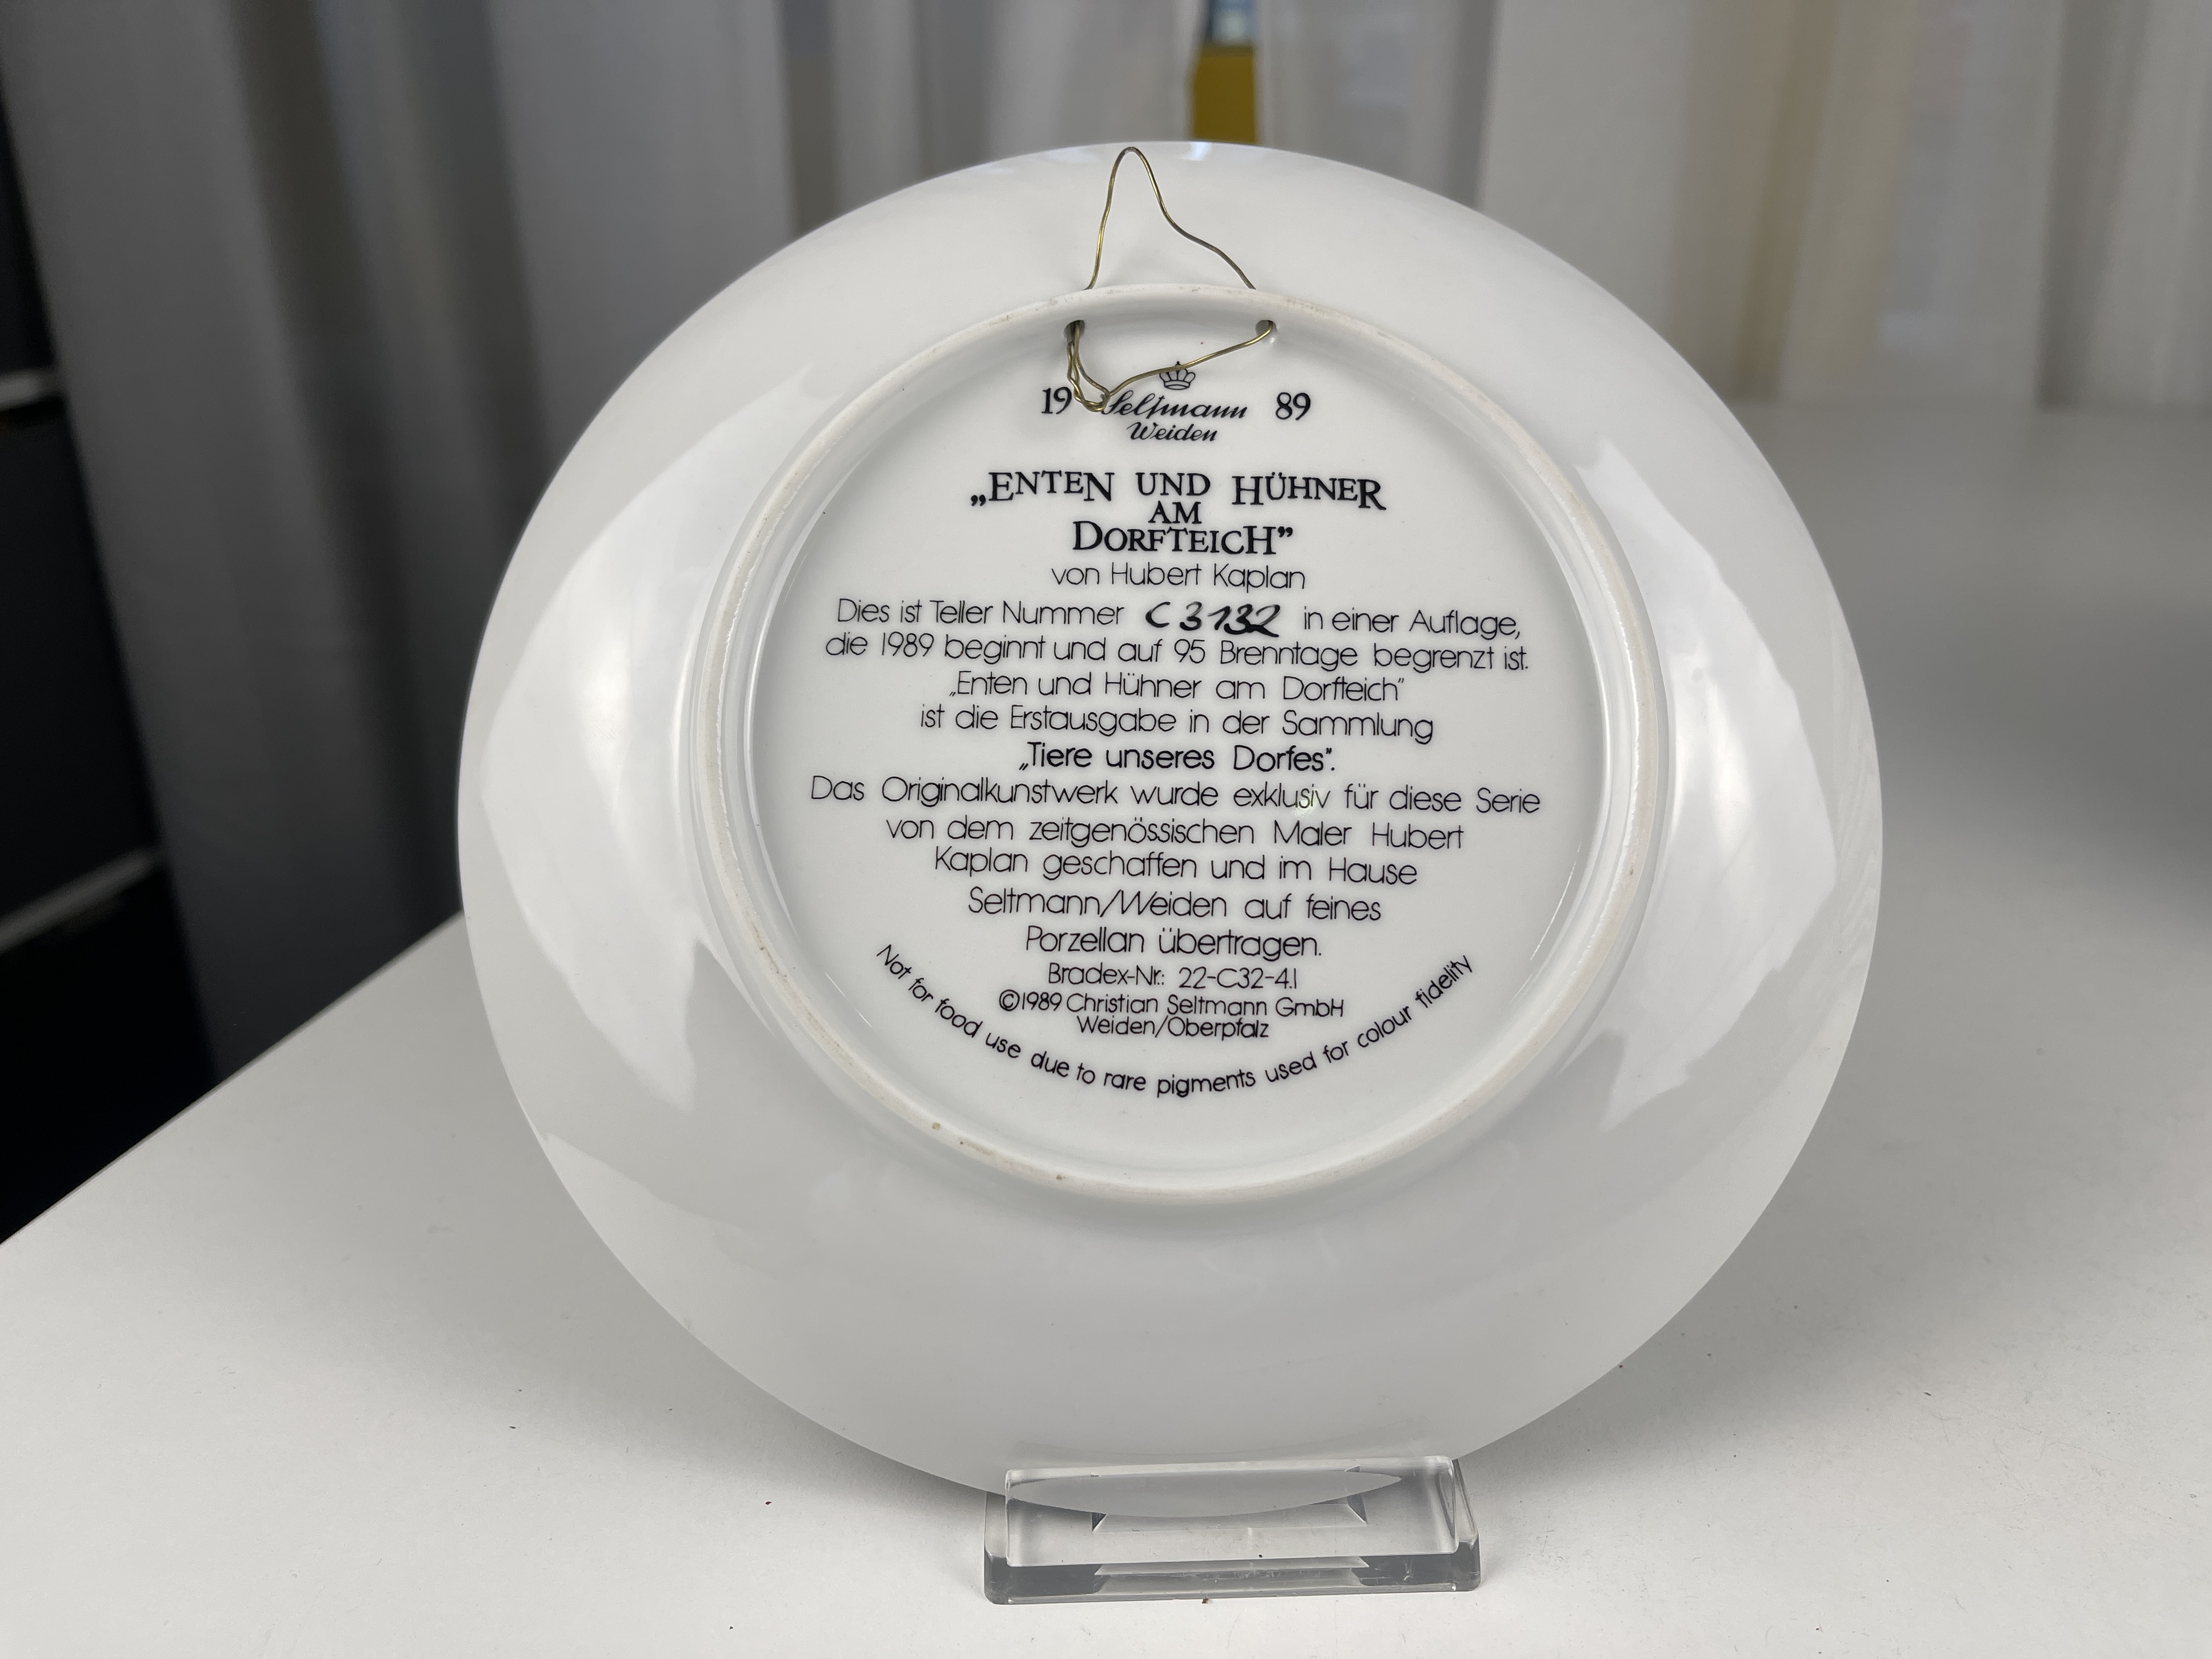 19 Seltmann 89
Weiden
„ENTEN UND HÜHNER
AM
DORFTEICH”
von Hubert Kaplan
Dies ist Teller Nummer C3132 in einer Auflage,
die 1989 beginnt und auf 95 Brenntage begrenzt ist.
„Enten und Hühner am Dorfteich”
ist die Erstausgabe in der Sammlung
„Tiere unseres Dorfes”.
Das Originalkunstwerk wurde exklusiv für diese Serie
von dem zeitgenössischen Maler Hubert
Kaplan geschaffen und im Hause
Seltmann/Weiden auf feines
Porzellan übertragen.
Bradex-Nr.: 22-C32-4.1
©1989 Christian Seltmann GmbH
Weiden/Oberpfalz
Not for food use due to rare pigments used for colour fidelity